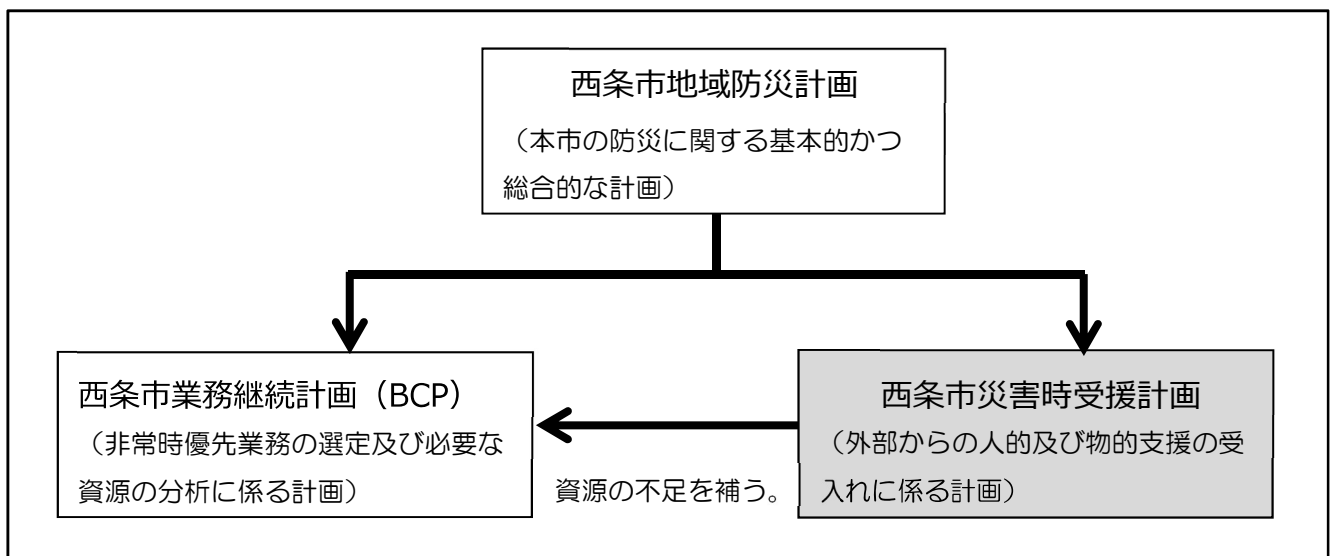 西条市地域防災計画
（本市の防災に関する基本的かつ
総合的な計画）
西条市業務継続計画（BCP）
（非常時優先業務の選定及び必要な
資源の分析に係る計画）
資源の不足を補う。
西条市災害時受援計画
（外部からの人的及び物的支援の受
入れに係る計画）